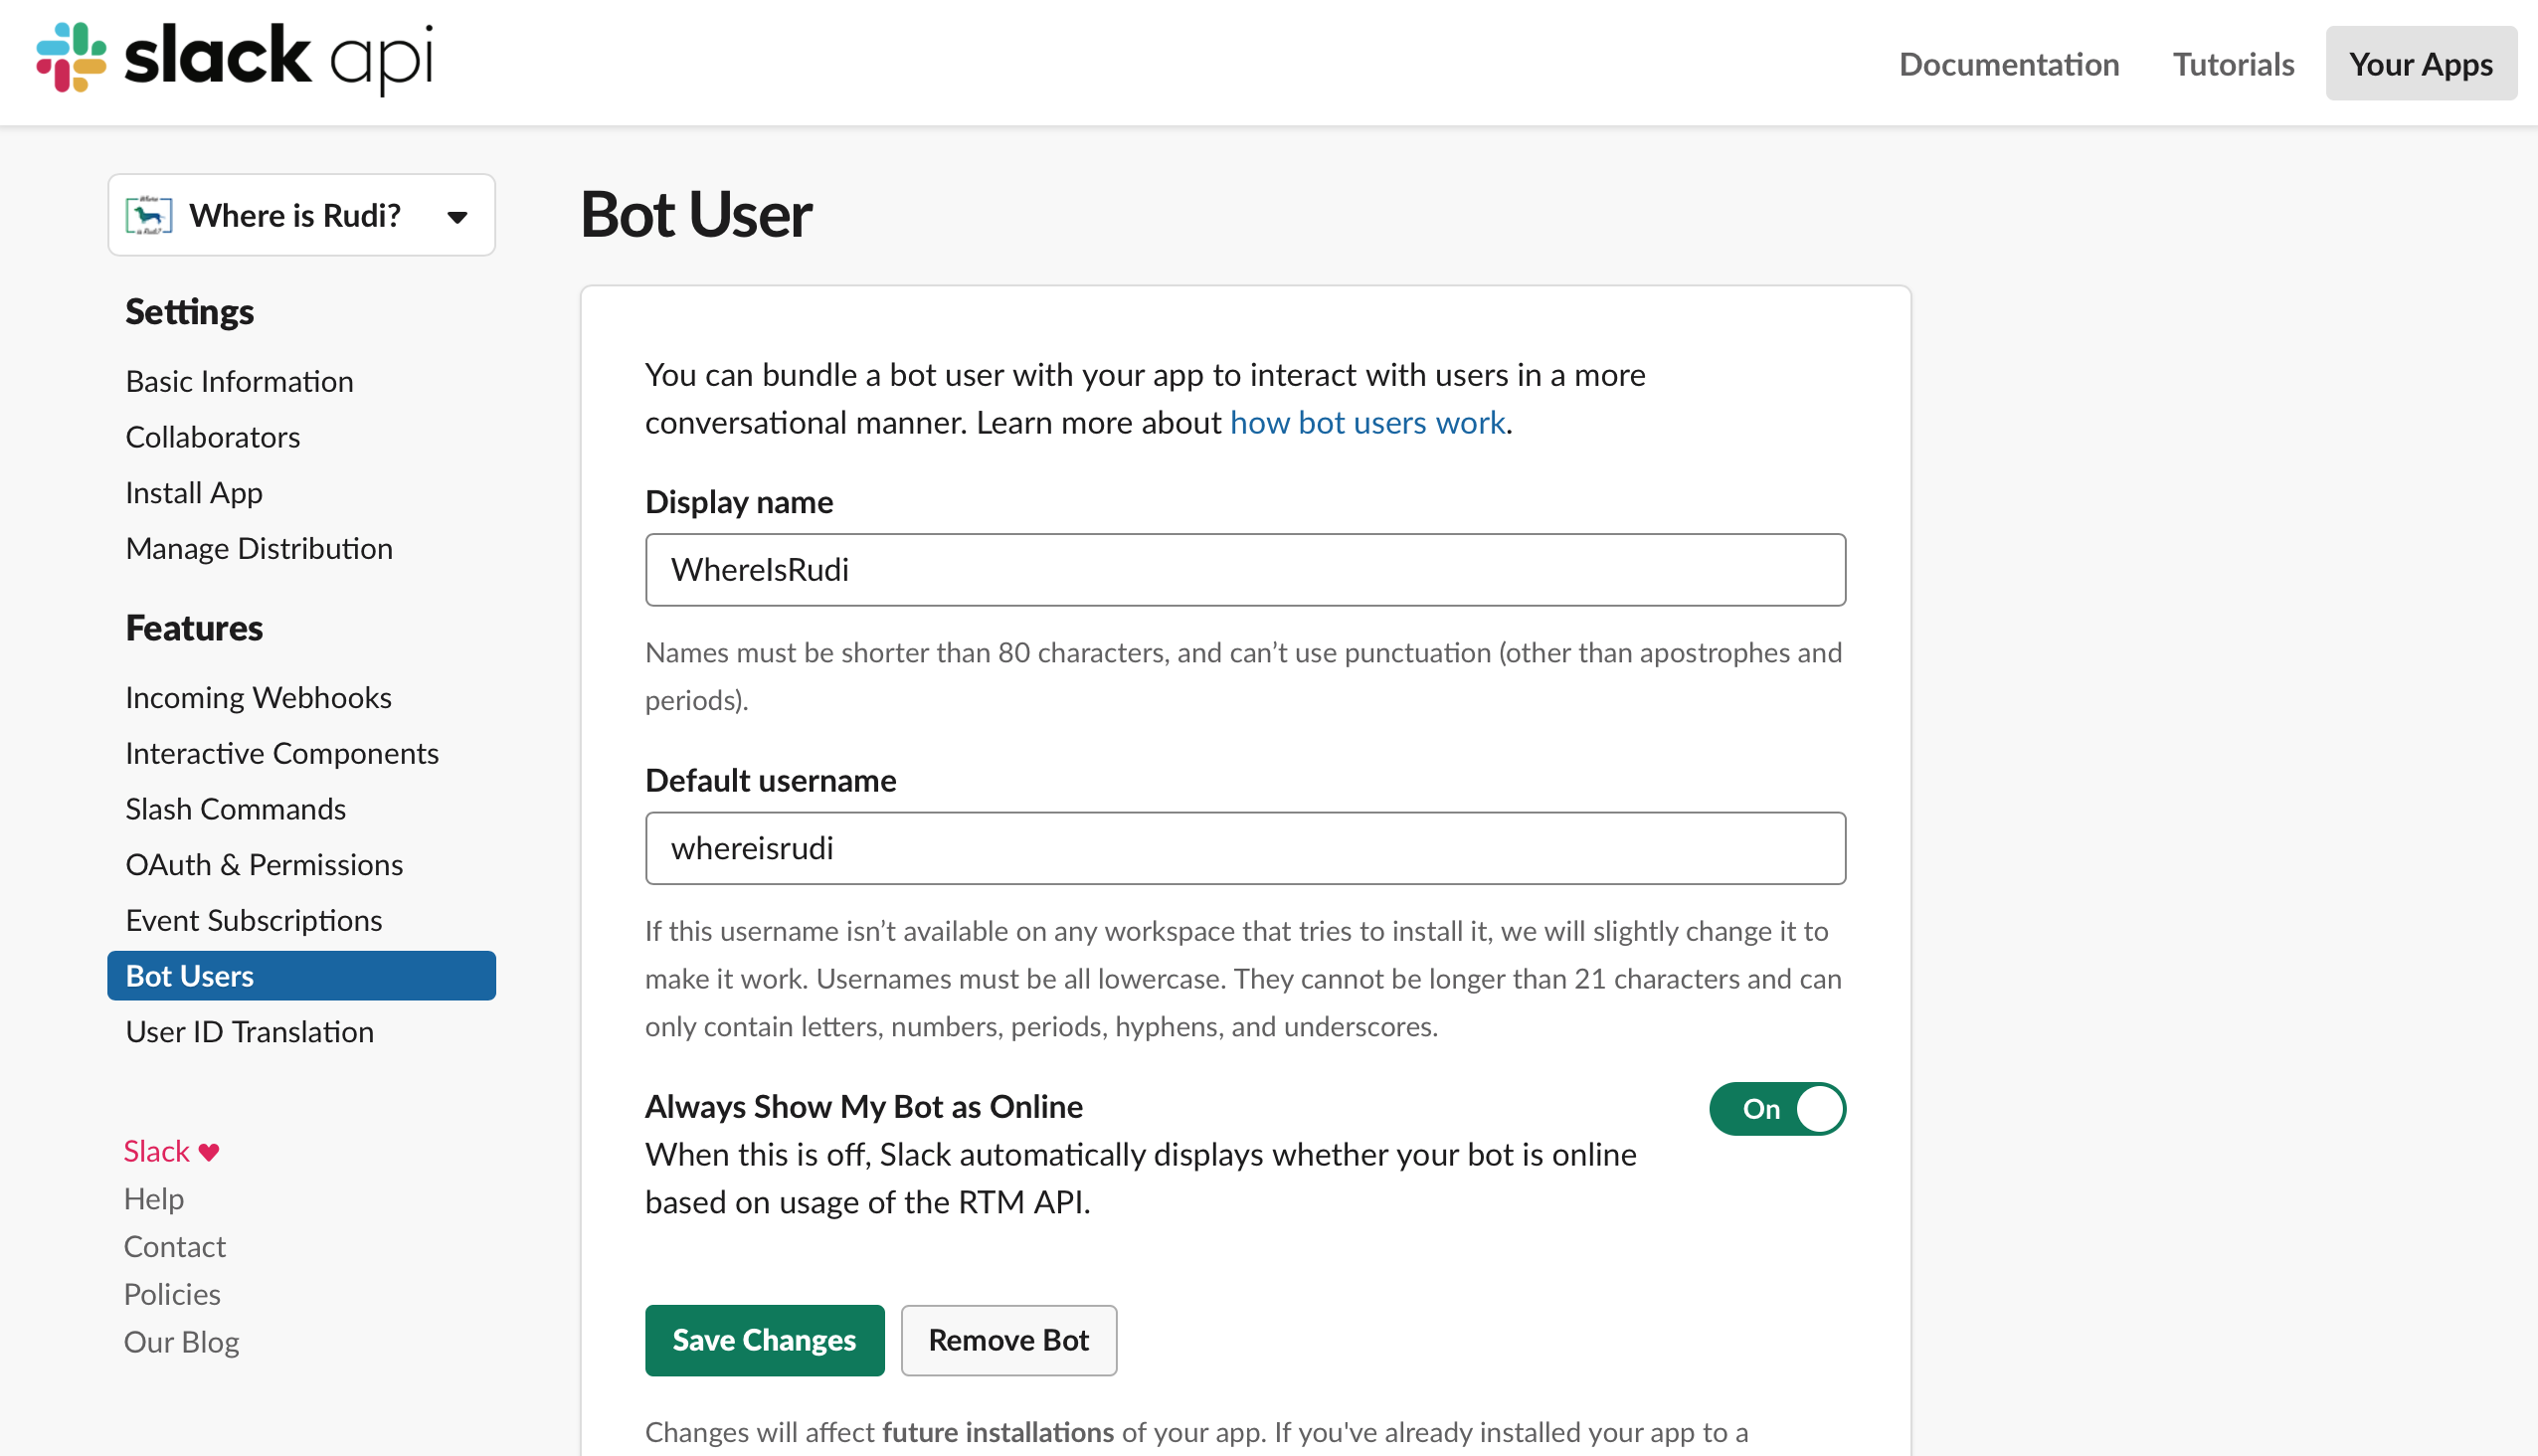 slack api
Documentation
Tutorials
Your Apps
Where is Rudi?
Settings
Basic Information
Collaborators
Install App
Manage Distribution
Features
Incoming Webhooks
Interactive Components
Slash Commands
OAuth & Permissions
Event Subscriptions
Bot Users
User ID Translation
Slack ♥
Help
Contact
Policies
Our Blog
Bot User
You can bundle a bot user with your app to interact with users in a more
conversational manner. Learn more about how bot users work.
Display name
WhereIsRudi
Names must be shorter than 80 characters, and can’t use punctuation (other than apostrophes and
periods).
Default username
whereisrudi
If this username isn’t available on any workspace that tries to install it, we will slightly change it to
make it work. Usernames must be all lowercase. They cannot be longer than 21 characters and can
only contain letters, numbers, periods, hyphens, and underscores.
Always Show My Bot as Online
On
When this is off, Slack automatically displays whether your bot is online
based on usage of the RTM API.
Save Changes
Remove Bot
Changes will affect future installations of your app. If you've already installed your app to a